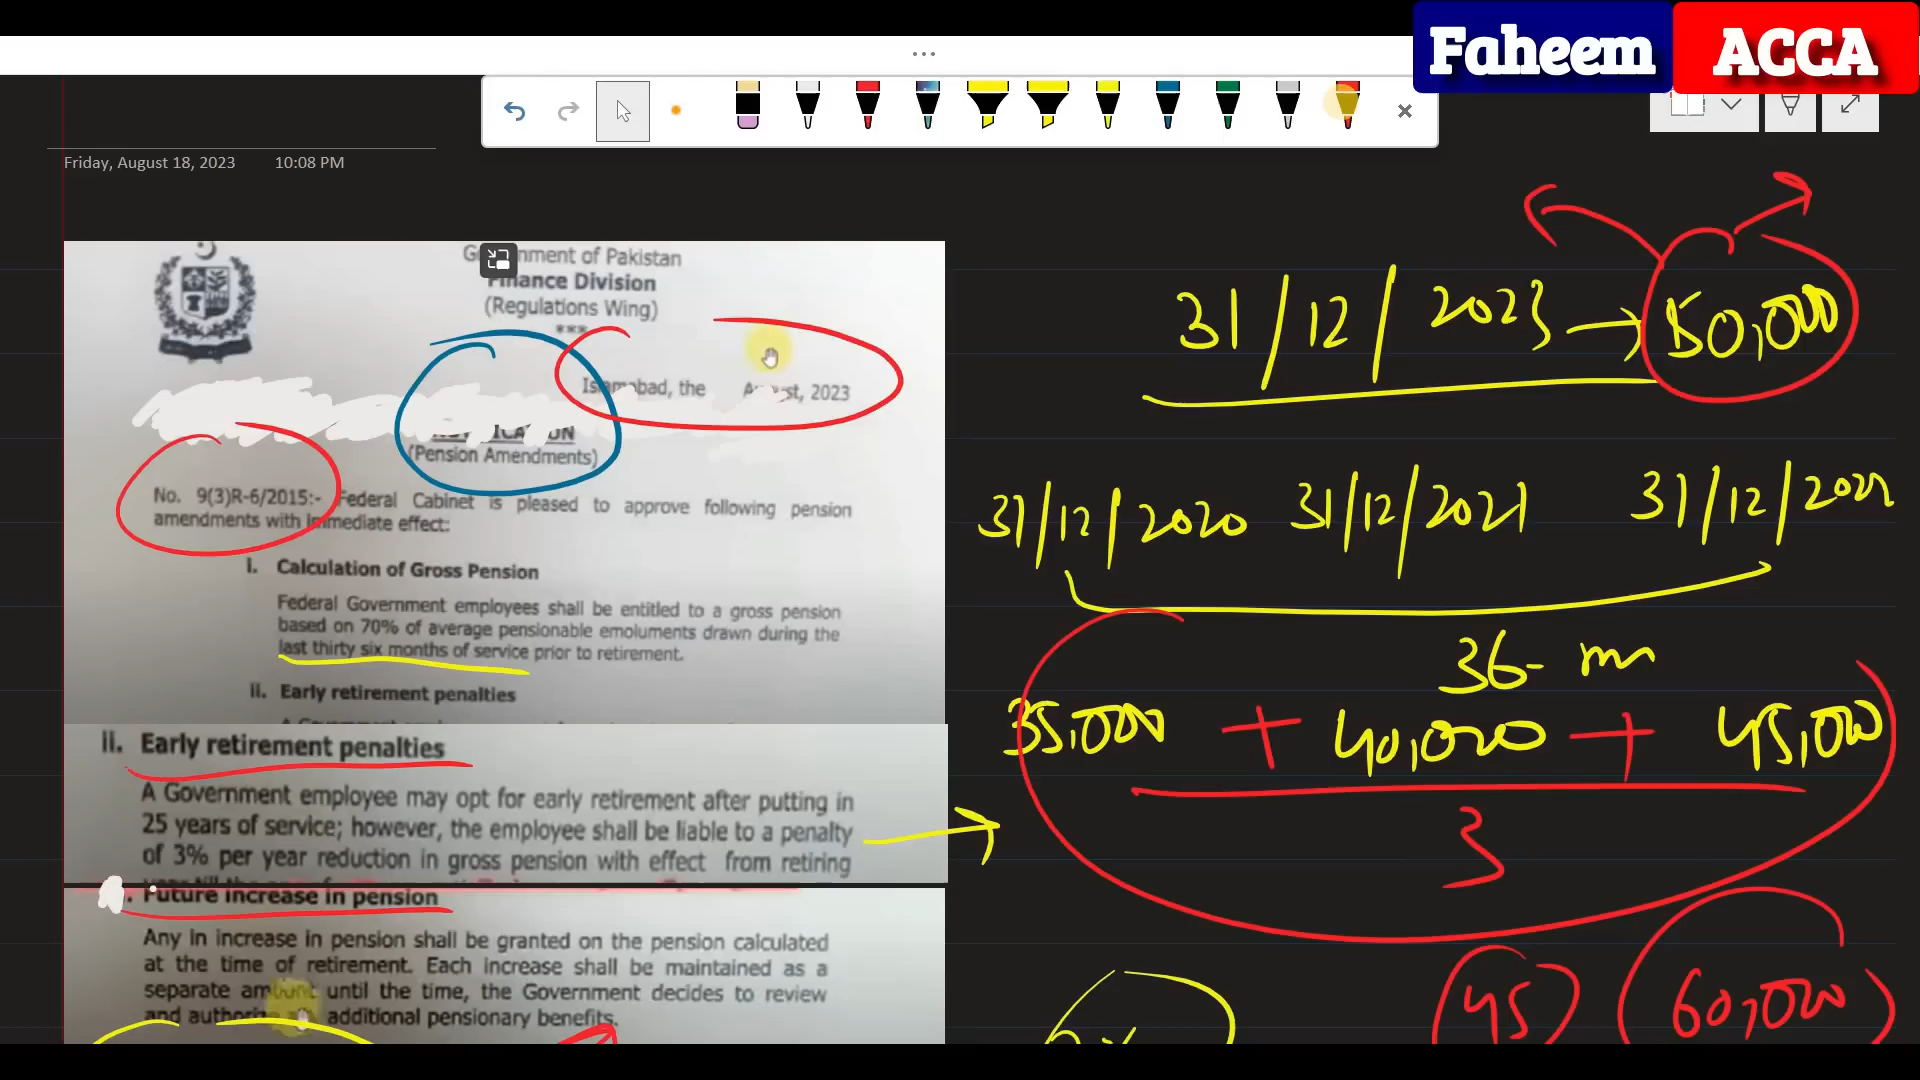 Faheem ACCA
Friday, August 18, 2023 10:08 PM
Government of Pakistan
Finance Division
(Regulations Wing)
***
Islamabad, the August, 2023
(Pension Amendments)
No. 9(3)R-6/2015:- Federal Cabinet is pleased to approve following pension
amendments with immediate effect:
i. Calculation of Gross Pension
Federal Government employees shall be entitled to a gross pension
based on 70% of average pensionable emoluments drawn during the
last thirty six months of service prior to retirement.
ii. Early retirement penalties
ii. Early retirement penalties
A Government employee may opt for early retirement after putting in
25 years of service; however, the employee shall be liable to a penalty
of 3% per year reduction in gross pension with effect from retiring
. Future increase in pension
Any in increase in pension shall be granted on the pension calculated
at the time of retirement. Each increase shall be maintained as a
separate amount until the time, the Government decides to review
and additional pensionary benefits.
31/12/2023 → 50,000
31/12/2020 31/12/2021 31/12/2022
36-
35,000 + 40,000 + 45,000
3
45 60,000